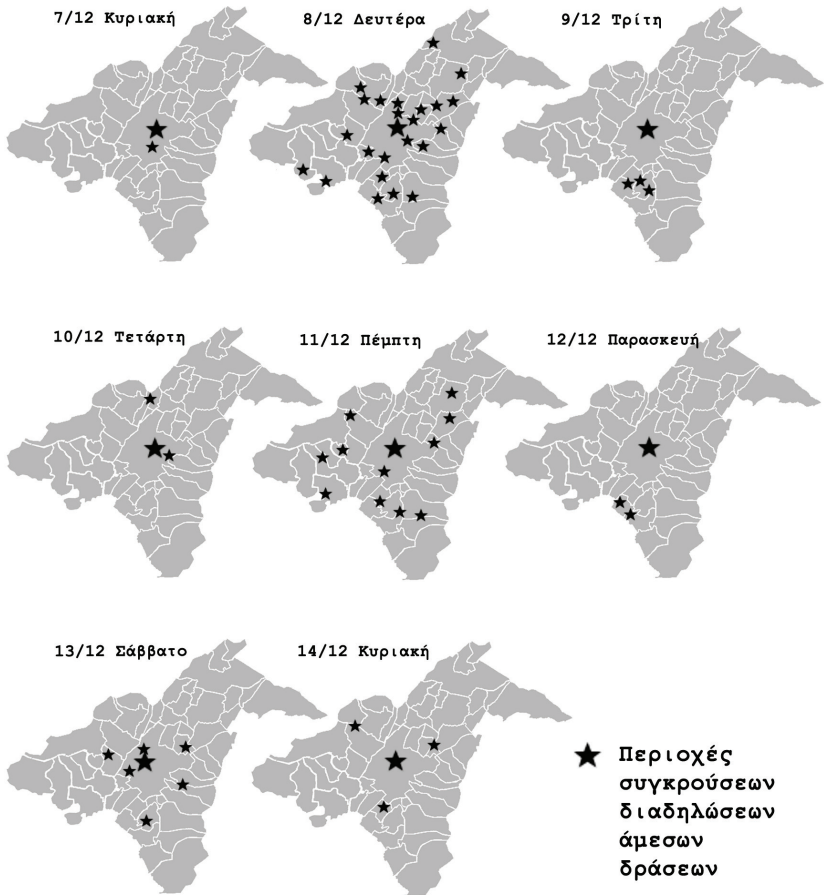 7/12 Κυριακή
8/12 Δευτέρα
9/12 Τρίτη
10/12 Τετάρτη
11/12 Πέμπτη
12/12 Παρασκευή
13/12 Σάββατο
14/12 Κυριακή
Περιοχές
συγκρούσεων
διαδηλώσεων
άμεσων
δράσεων